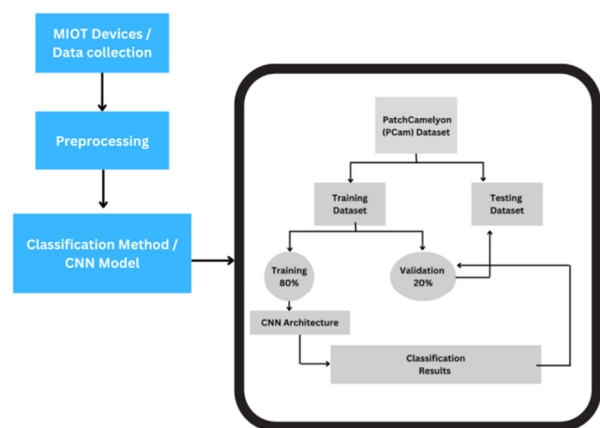 MIOT Devices /
Data collection
Preprocessing
Classification Method /
CNN Model
PatchCamelyon
(PCam) Dataset
Training
Dataset
Testing
Dataset
Training
80%
Validation
20%
CNN Architecture
Classification
Results